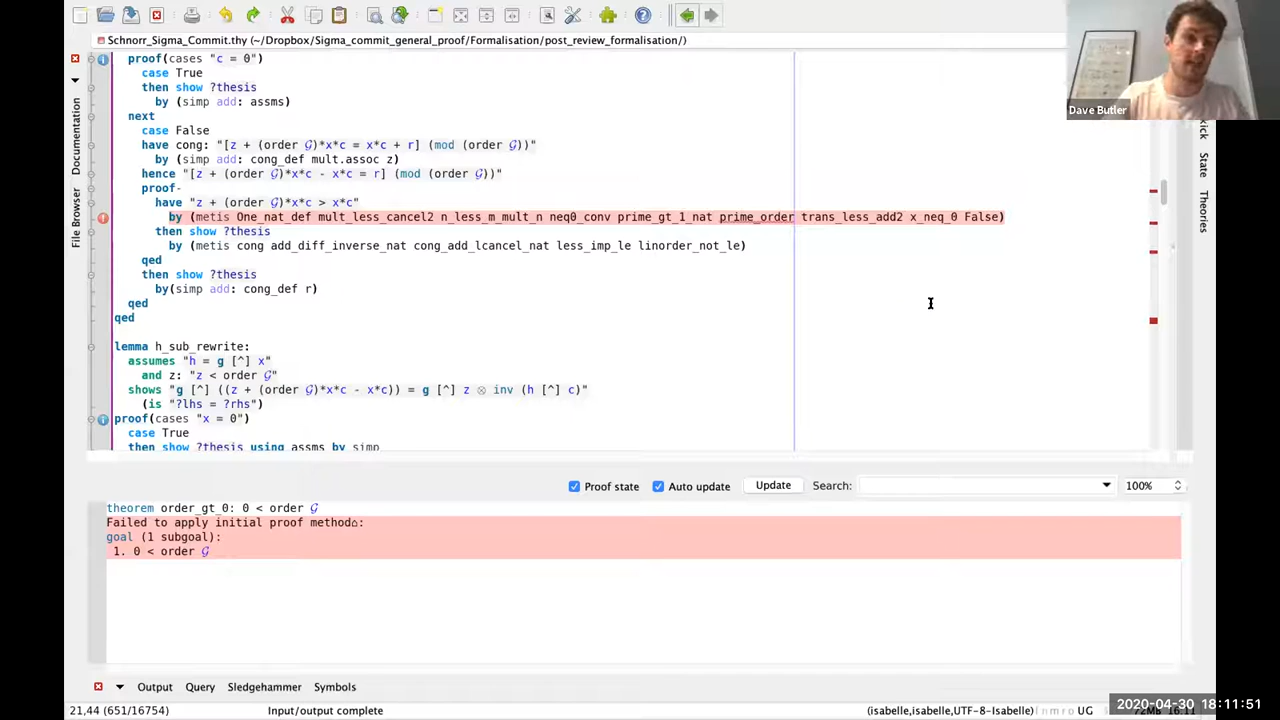 Schnorr_Sigma_Commit.thy (~/Dropbox/Sigma_commit_general_proof/Formalisation/post_review_formalisation/)
Dave Butler
proof(cases "c = 0")
case True
then show ?thesis
by (simp add: assms)
next
case False
have cong: "[z + (order 𝒢)*x*c = x*c + r] (mod (order 𝒢))"
by (simp add: cong_def mult.assoc z)
hence "[z + (order 𝒢)*x*c - x*c = r] (mod (order 𝒢))"
proof-
have "z + (order 𝒢)*x*c > x*c"
by (metis One_nat_def mult_less_cancel2 n_less_m_mult_n neq0_conv prime_gt_1_nat prime_order trans_less_add2 x_neq_0 False)
then show ?thesis
by (metis cong add_diff_inverse_nat cong_add_lcancel_nat less_imp_le linorder_not_le)
qed
then show ?thesis
by(simp add: cong_def r)
qed
qed
lemma h_sub_rewrite:
assumes "h = g [^] x"
and z: "z < order 𝒢"
shows "g [^] ((z + (order 𝒢)*x*c - x*c)) = g [^] z ⊗ inv (h [^] c)"
(is "?lhs = ?rhs")
proof(cases "x = 0")
case True
then show ?thesis using assms by simp
Documentation
File Browser
State
Theories
Proof state
Auto update
Update
Search:
100%
theorem order_gt_0: 0 < order 𝒢
Failed to apply initial proof method⌂:
goal (1 subgoal):
1. 0 < order 𝒢
Output
Query
Sledgehammer
Symbols
21,44 (651/16754)
Input/output complete
(isabelle,isabelle,UTF-8-Isabelle)
UG
2020-04-30 18:11:51